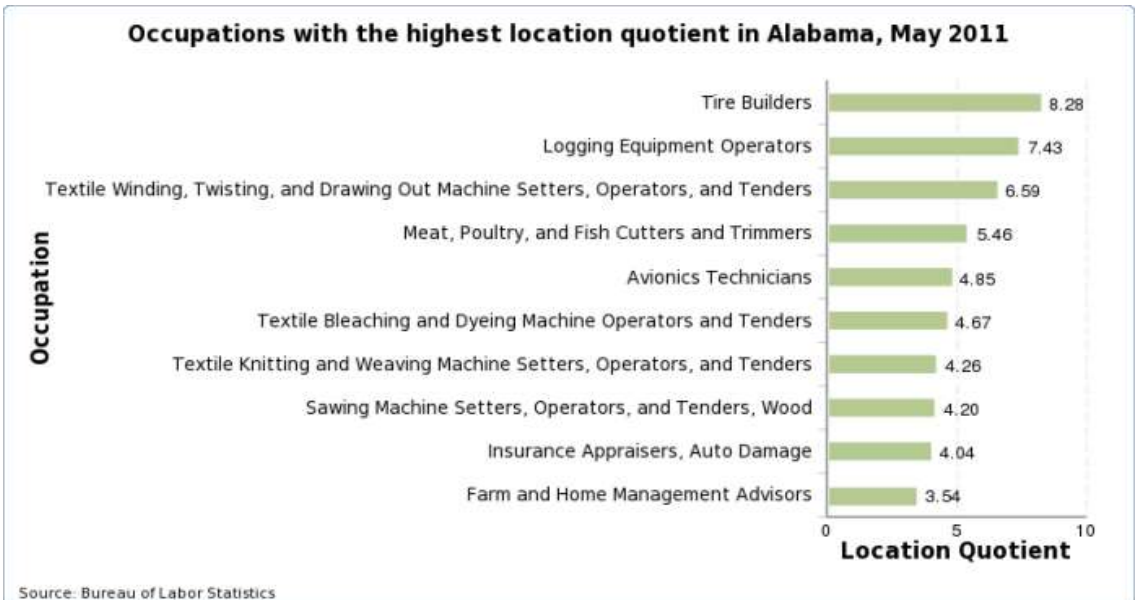 Occupations with the highest location quotient in Alabama, May 2011
Occupation
Tire Builders 8.28
Logging Equipment Operators 7.43
Textile Winding, Twisting, and Drawing Out Machine Setters, Operators, and Tenders 6.59
Meat, Poultry, and Fish Cutters and Trimmers 5.46
Avionics Technicians 4.85
Textile Bleaching and Dyeing Machine Operators and Tenders 4.67
Textile Knitting and Weaving Machine Setters, Operators, and Tenders 4.26
Sawing Machine Setters, Operators, and Tenders, Wood 4.20
Insurance Appraisers, Auto Damage 4.04
Farm and Home Management Advisors 3.54
0 5 10
Location Quotient
Source: Bureau of Labor Statistics